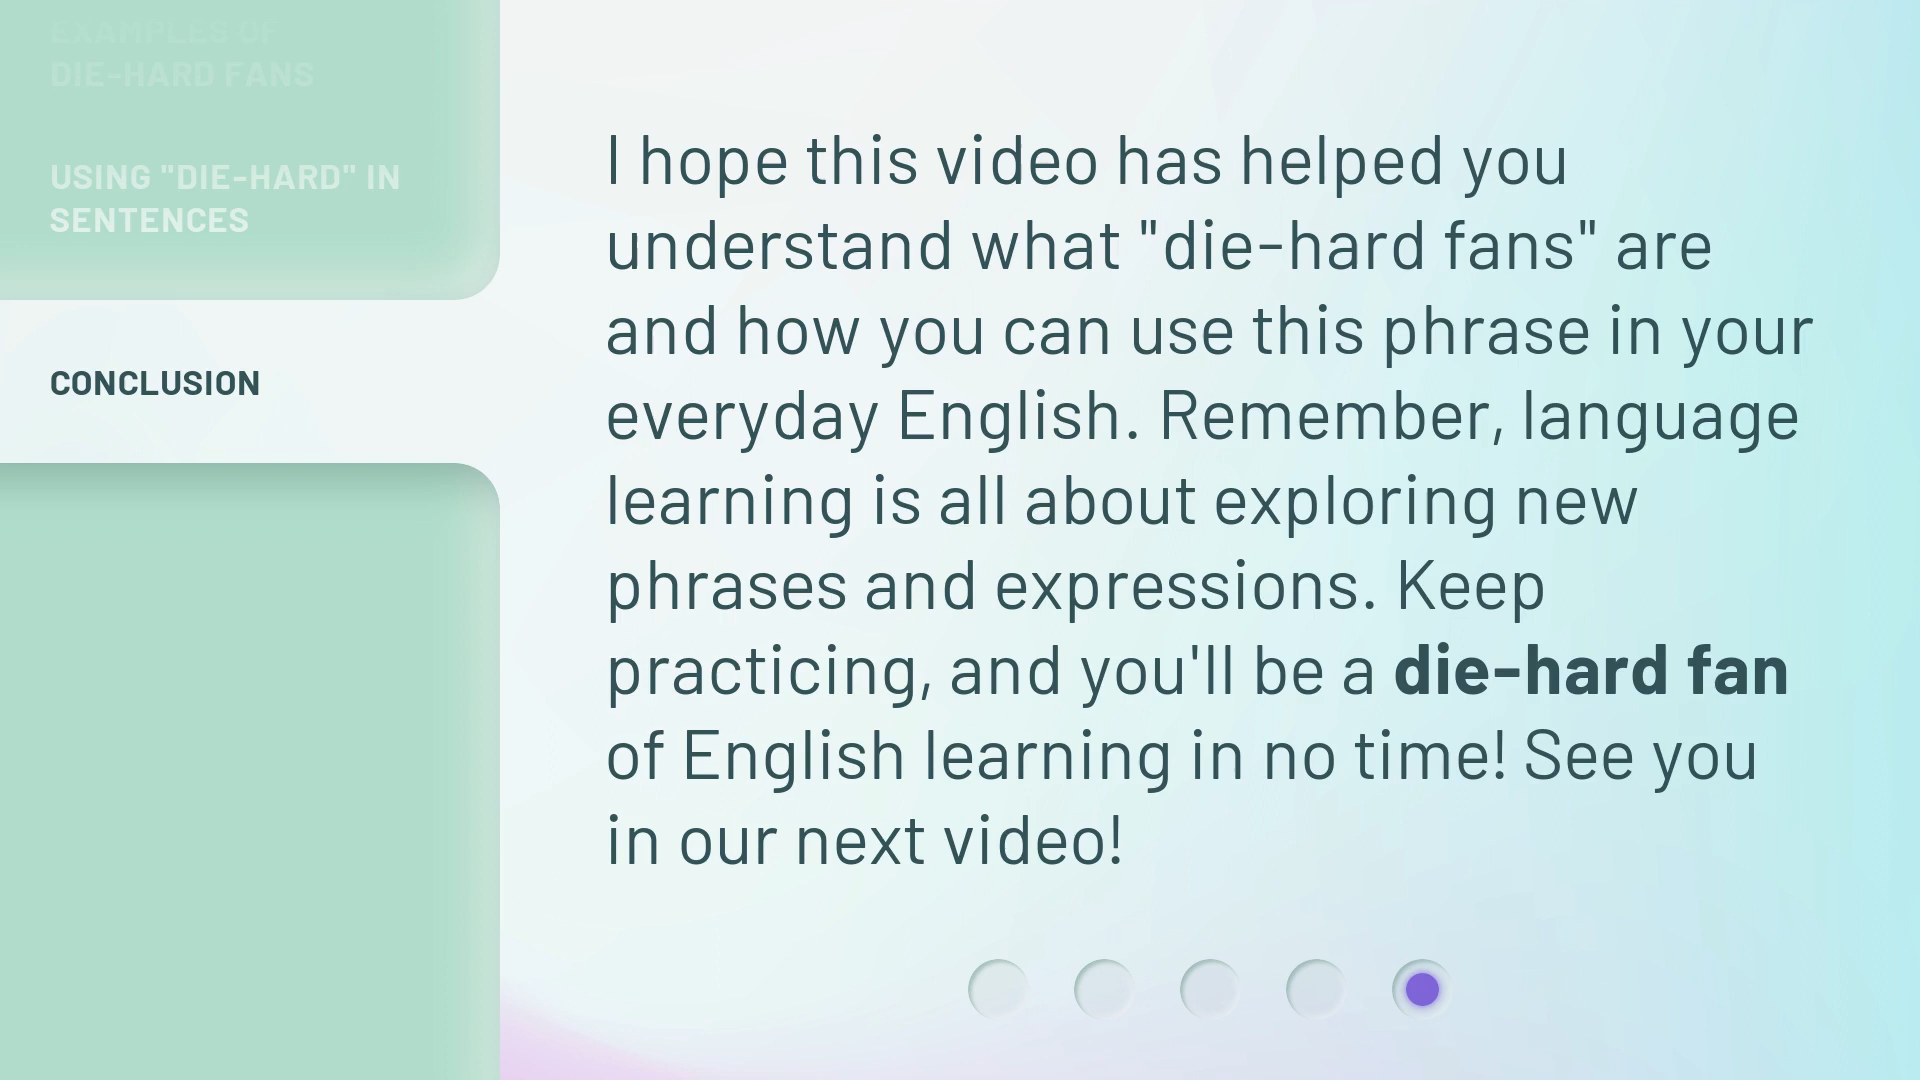 EXAMPLES OF
DIE-HARD FANS
USING "DIE-HARD" IN
SENTENCES
CONCLUSION
I hope this video has helped you
understand what "die-hard fans" are
and how you can use this phrase in your
everyday English. Remember, language
learning is all about exploring new
phrases and expressions. Keep
practicing, and you'll be a die-hard fan
of English learning in no time! See you
in our next video!